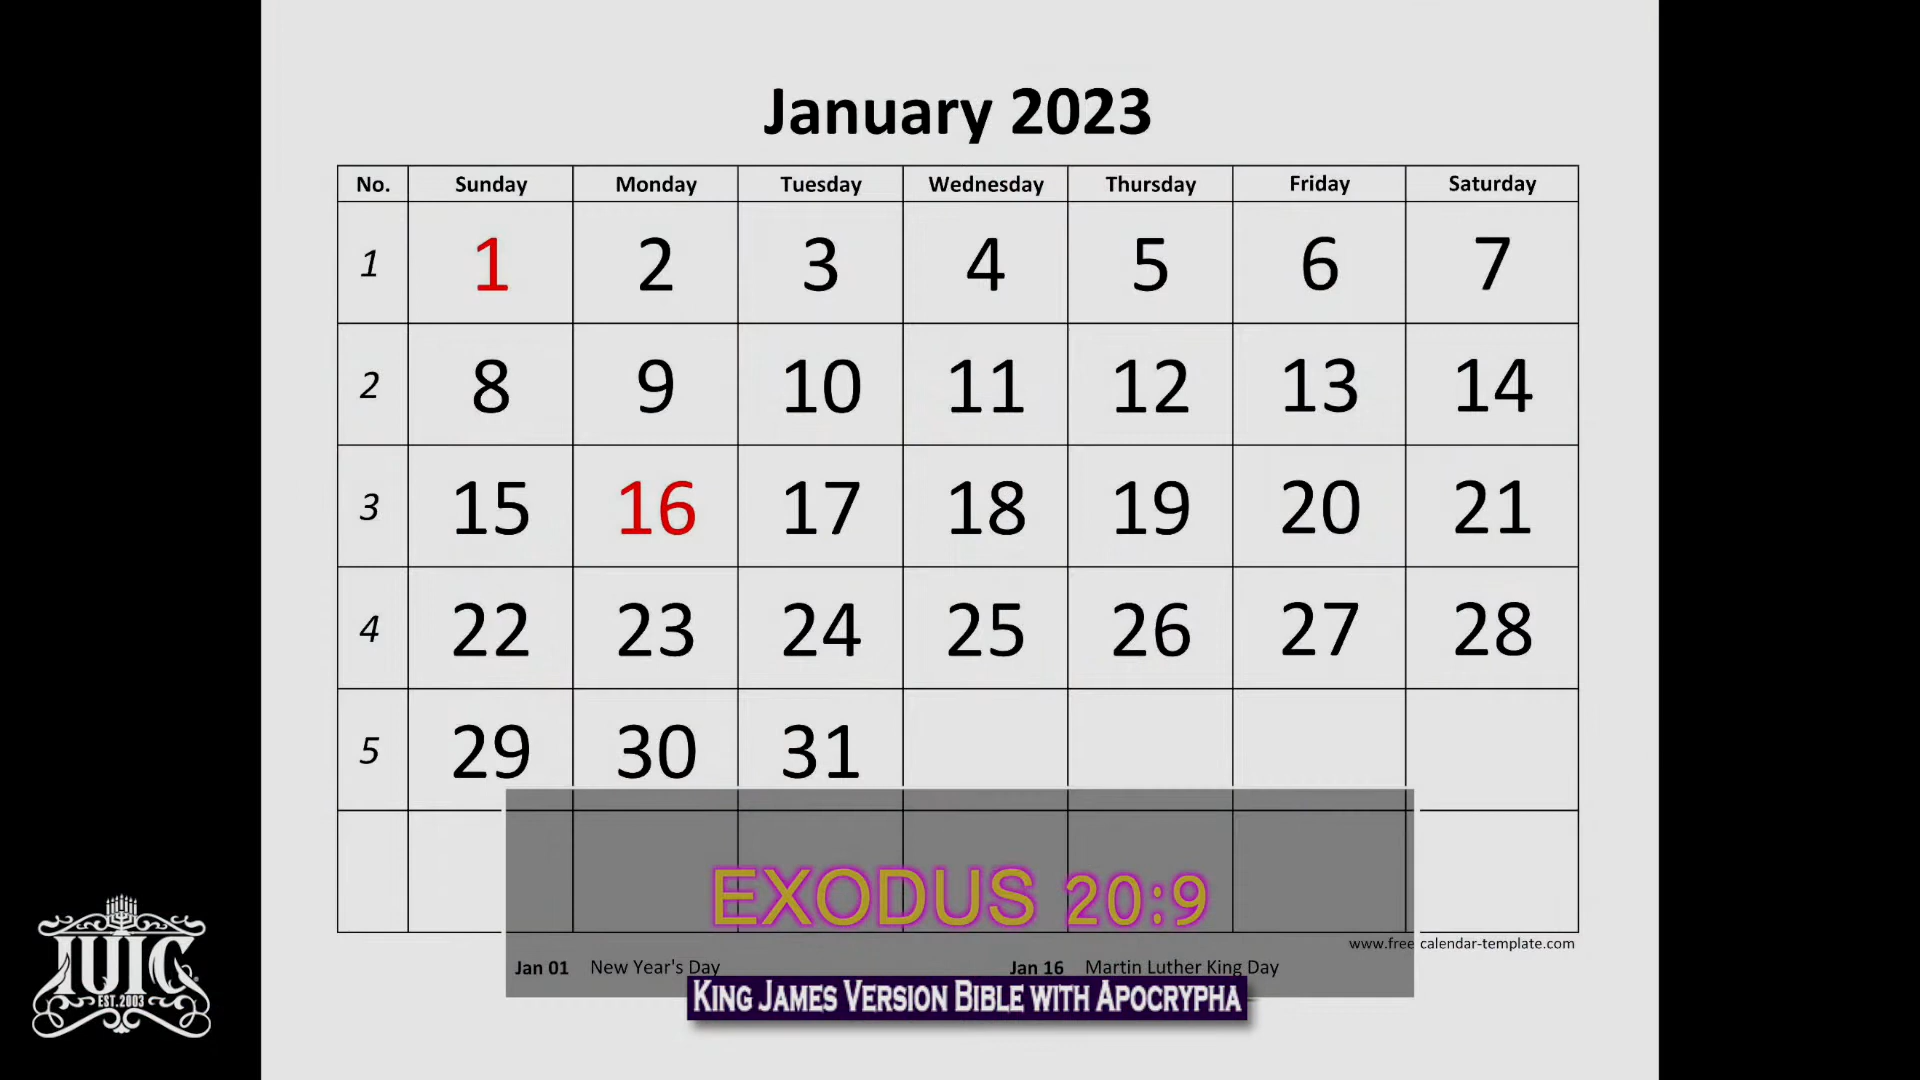 January 2023
No. Sunday Monday Tuesday Wednesday Thursday Friday Saturday
1 1 2 3 4 5 6 7
2 8 9 10 11 12 13 14
3 15 16 17 18 19 20 21
4 22 23 24 25 26 27 28
5 29 30 31
EXODUS 20:9
www.free-calendar-template.com
Jan 01 New Year's Day Jan 16 Martin Luther King Day
KING JAMES VERSION BIBLE WITH APOCRYPHA
IUIC
EST. 2003